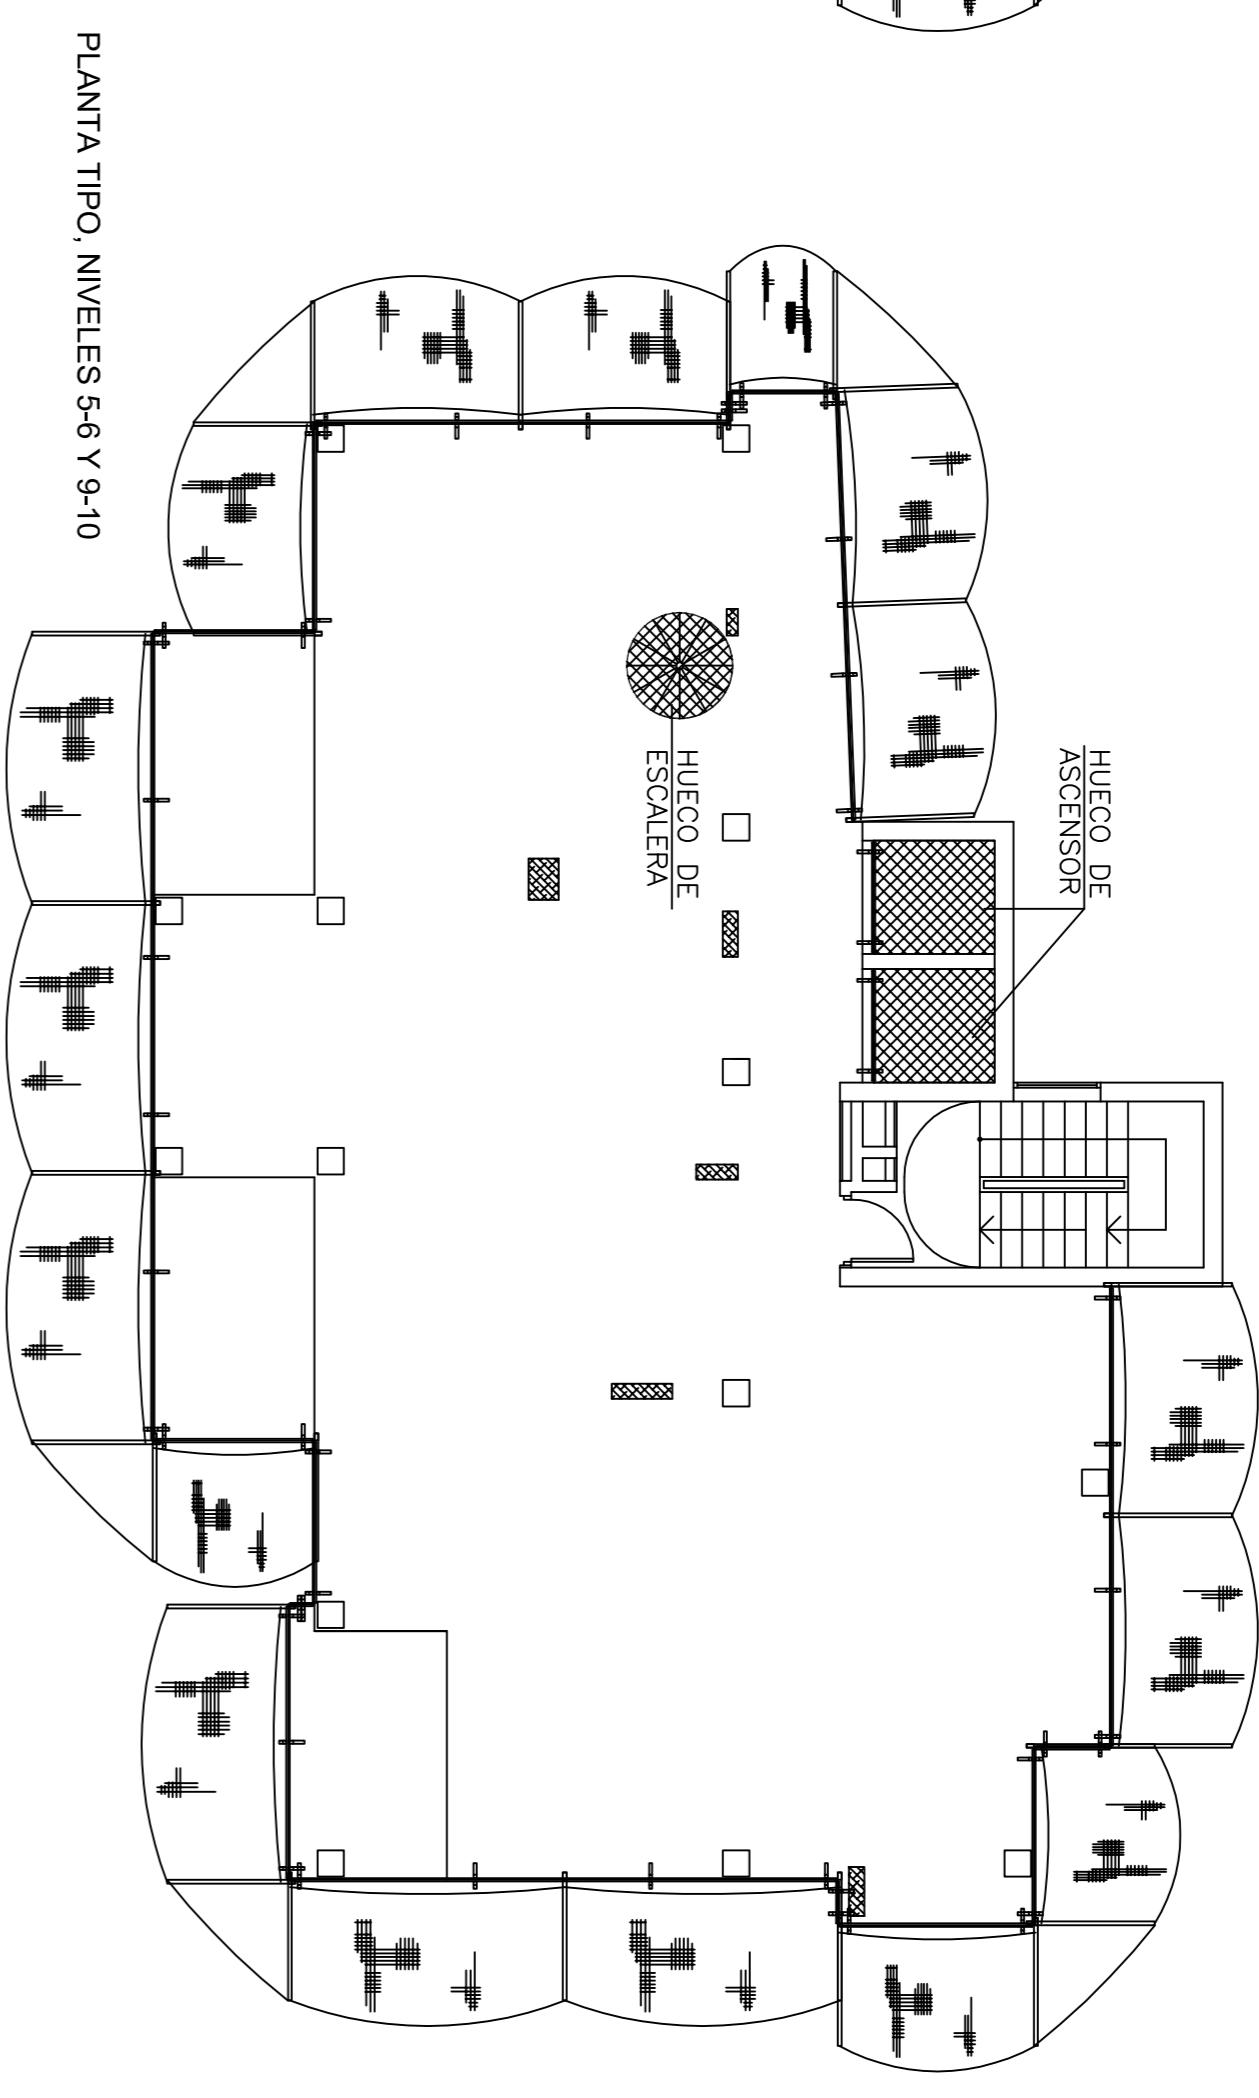 PLANTA TIPO, NIVELES 5-6 Y 9-10
HUECO DE
ASCENSOR
HUECO DE
ESCALERA